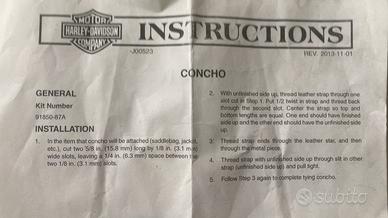 MOTOR
HARLEY-DAVIDSON
COMPANY
INSTRUCTIONS
-J00523
REV. 2013-11-01
CONCHO
GENERAL
Kit Number
91850-87A
INSTALLATION
1. In the item that concho will be attached (saddlebag, jacket,
etc.), cut two 5/8 in. (15.8 mm) long by 1/8 in. (3.1 mm)
wide slots, leaving a 1/4 in. (6.3 mm) space between the
two 1/8 in. (3.1 mm) slots.
2. With unfinished side up, thread leather strap through one
slot cut in Step 1. Put 1/2 twist in strap and thread back
through the second slot. Center the strap so top and
bottom lengths are equal. One end should have finished
side up and the other end should have the unfinished side
up.
3. Thread strap ends through the leather star, and then
through the metal piece.
4. Thread strap with unfinished side up through slit in other
strap (unfinished side up) and pull tight.
5. Follow Step 3 again to complete tying concho.
subito